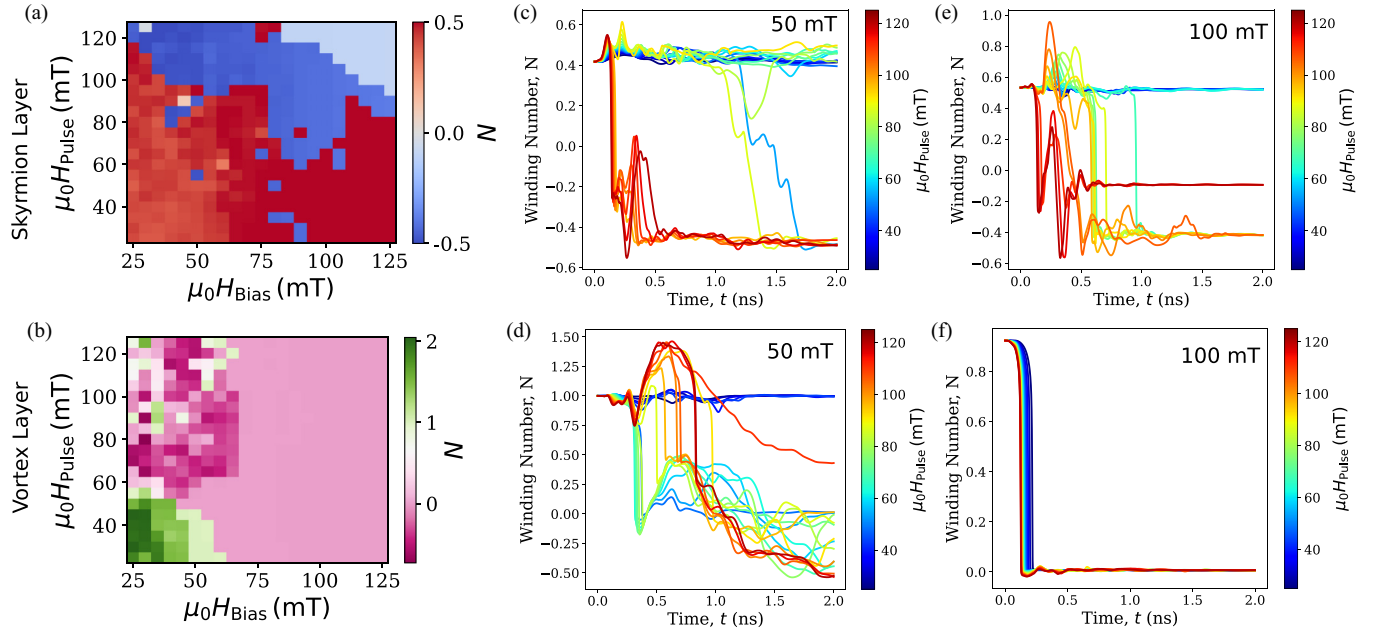 (a)
Skyrmion Layer
μ₀H_Pulse (mT)
120
100
80
60
40
25 50 75 100 125
μ₀H_Bias (mT)
0.5
0.0
-0.5
N
(b)
Vortex Layer
μ₀H_Pulse (mT)
120
100
80
60
40
25 50 75 100 125
μ₀H_Bias (mT)
2
1
0
N
(c)
50 mT
Winding Number, N
0.6
0.4
0.2
0.0
−0.2
−0.4
−0.6
0.0 0.5 1.0 1.5 2.0
Time, t (ns)
120
100
80
60
40
μ₀H_Pulse (mT)
(d)
50 mT
Winding Number, N
1.50
1.25
1.00
0.75
0.50
0.25
0.00
−0.25
−0.50
0.0 0.5 1.0 1.5 2.0
Time, t (ns)
120
100
80
60
40
μ₀H_Pulse (mT)
(e)
100 mT
Winding Number, N
1.0
0.8
0.6
0.4
0.2
0.0
−0.2
−0.4
−0.6
0.0 0.5 1.0 1.5 2.0
Time, t (ns)
120
100
80
60
40
μ₀H_Pulse (mT)
(f)
100 mT
Winding Number, N
0.8
0.6
0.4
0.2
0.0
0.0 0.5 1.0 1.5 2.0
Time, t (ns)
120
100
80
60
40
μ₀H_Pulse (mT)